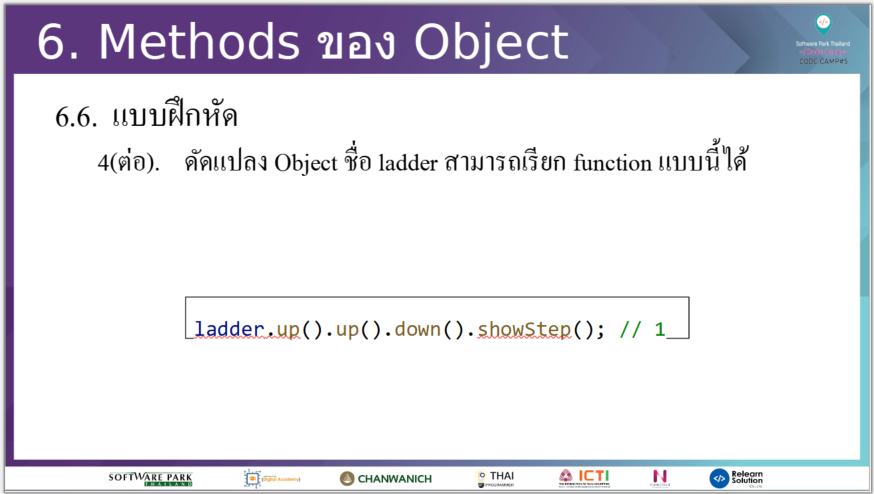 6. Methods ของ Object
Software Park Thailand
CODE CAMP#5
6.6. แบบฝึกหัด
4(ต่อ). ดัดแปลง Object ชื่อ ladder สามารถเรียก function แบบนี้ได้
ladder.up().up().down().showStep(); // 1
SOFTWARE PARK
THAILAND
CHANWANICH
THAI
PROGRAMMER
ICTI
Relearn
Solution